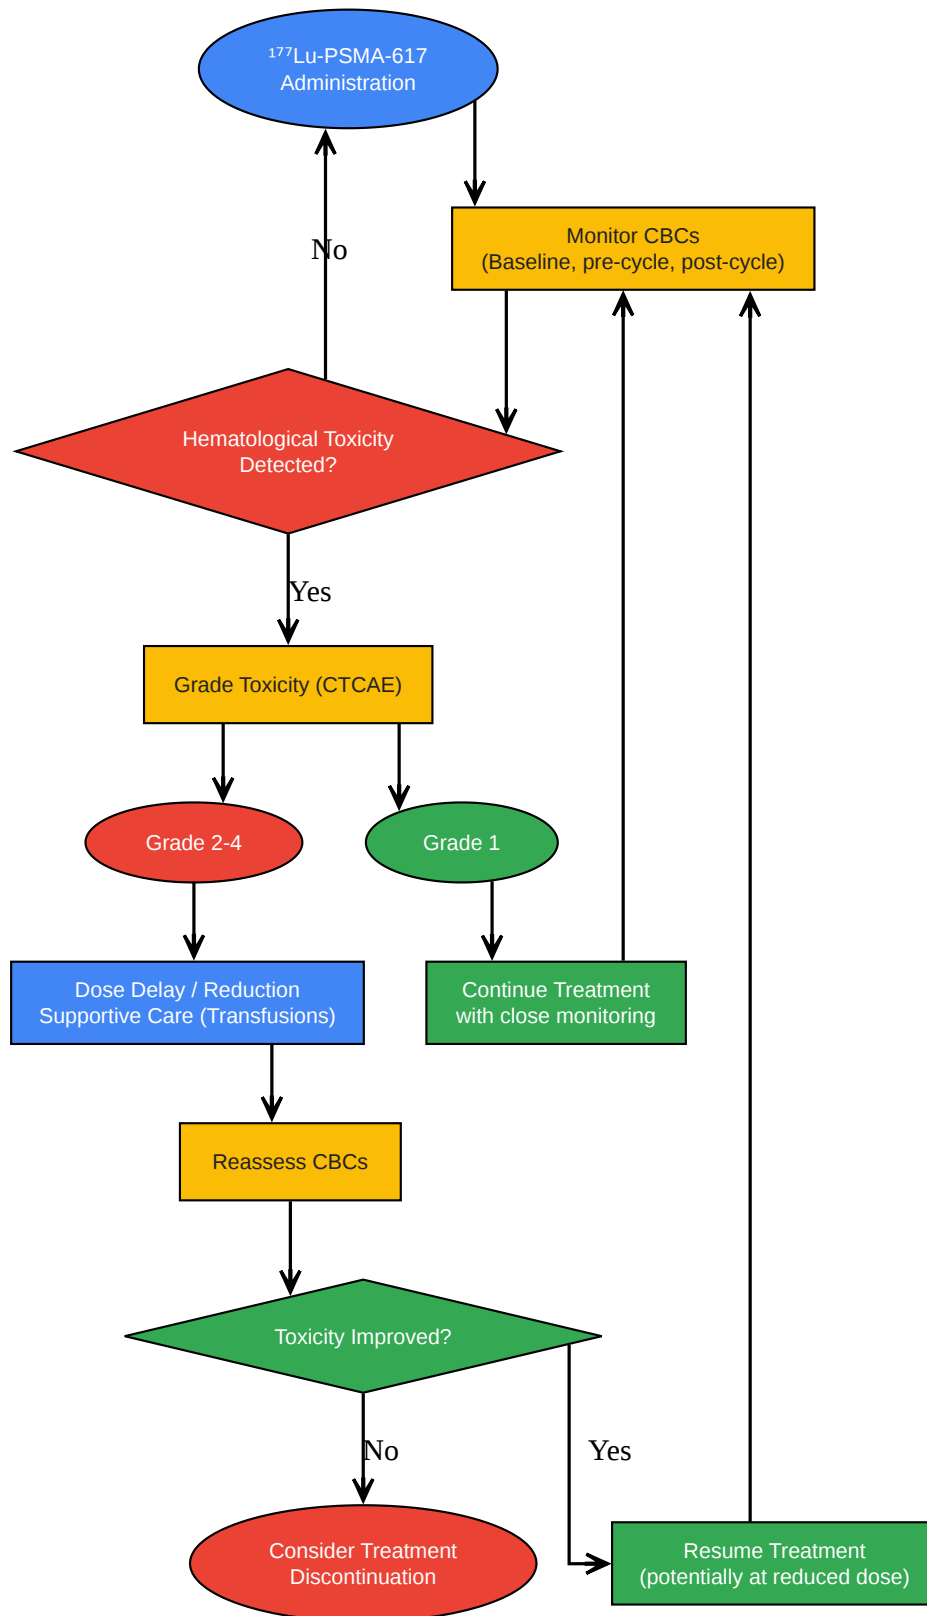 ¹⁷⁷Lu-PSMA-617
Administration
Monitor CBCs
(Baseline, pre-cycle, post-cycle)
No
Hematological Toxicity
Detected?
Yes
Grade Toxicity (CTCAE)
Grade 2-4
Grade 1
Dose Delay / Reduction
Supportive Care (Transfusions)
Continue Treatment
with close monitoring
Reassess CBCs
Toxicity Improved?
No
Yes
Consider Treatment
Discontinuation
Resume Treatment
(potentially at reduced dose)